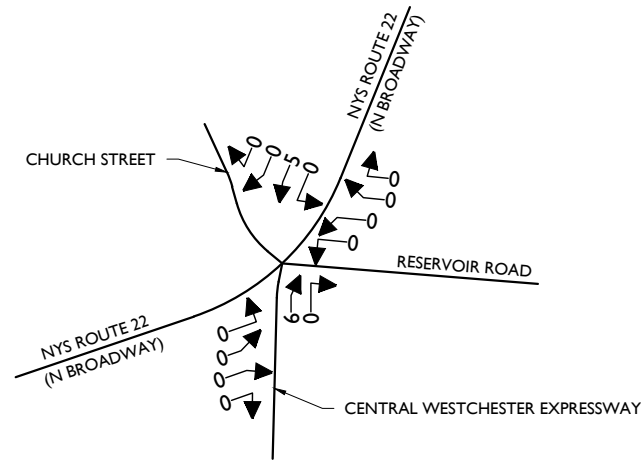 NYS ROUTE 22
(N BROADWAY)
CHURCH STREET
0
0
5
0
0
0
0
0
RESERVOIR ROAD
6
0
NYS ROUTE 22
(N BROADWAY)
0
0
0
0
CENTRAL WESTCHESTER EXPRESSWAY